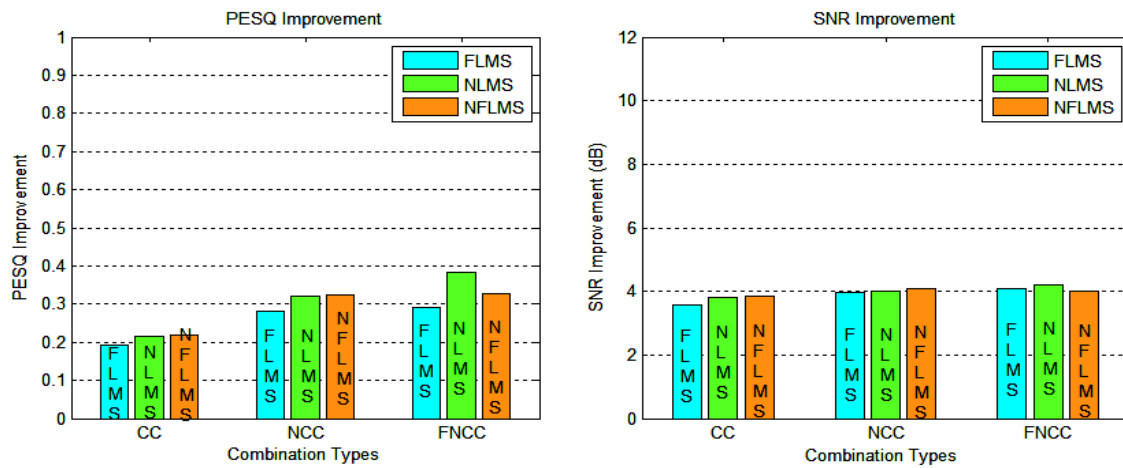 PESQ Improvement
1
0.9
0.8
0.7
0.6
0.5
0.4
0.3
0.2
0.1
0
PESQ Improvement
FLMS
NLMS
NFLMS
FLMS
NLMS
NFLMS
FLMS
NLMS
NFLMS
FLMS
NLMS
NFLMS
CC
NCC
FNCC
Combination Types
SNR Improvement
12
10
8
6
4
2
0
SNR Improvement (dB)
FLMS
NLMS
NFLMS
FLMS
NLMS
NFLMS
FLMS
NLMS
NFLMS
FLMS
NLMS
NFLMS
CC
NCC
FNCC
Combination Types